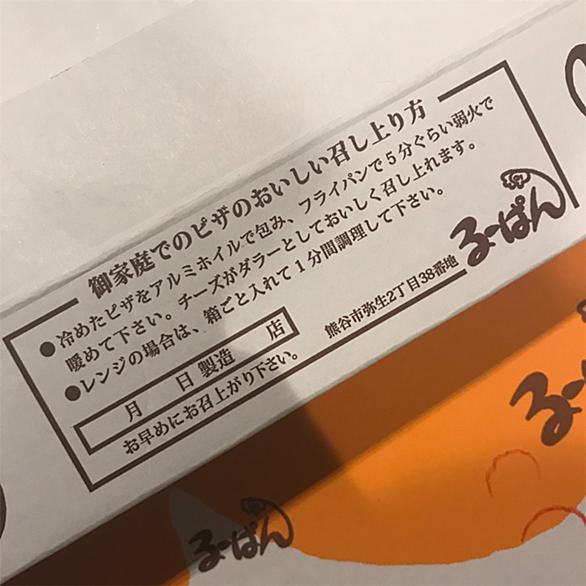 御家庭でのピザのおいしい召し上り方
●冷めたピザをアルミホイルで包み、フライパンで5分ぐらい弱火で
暖めて下さい。チーズがダラーとしておいしく召し上れます。
●レンジの場合は、箱ごと入れて1分間調理して下さい。
月 日 製造 店
お早めにお召上がり下さい。
熊谷市弥生2丁目38番地
るーぱん
るーぱん
る